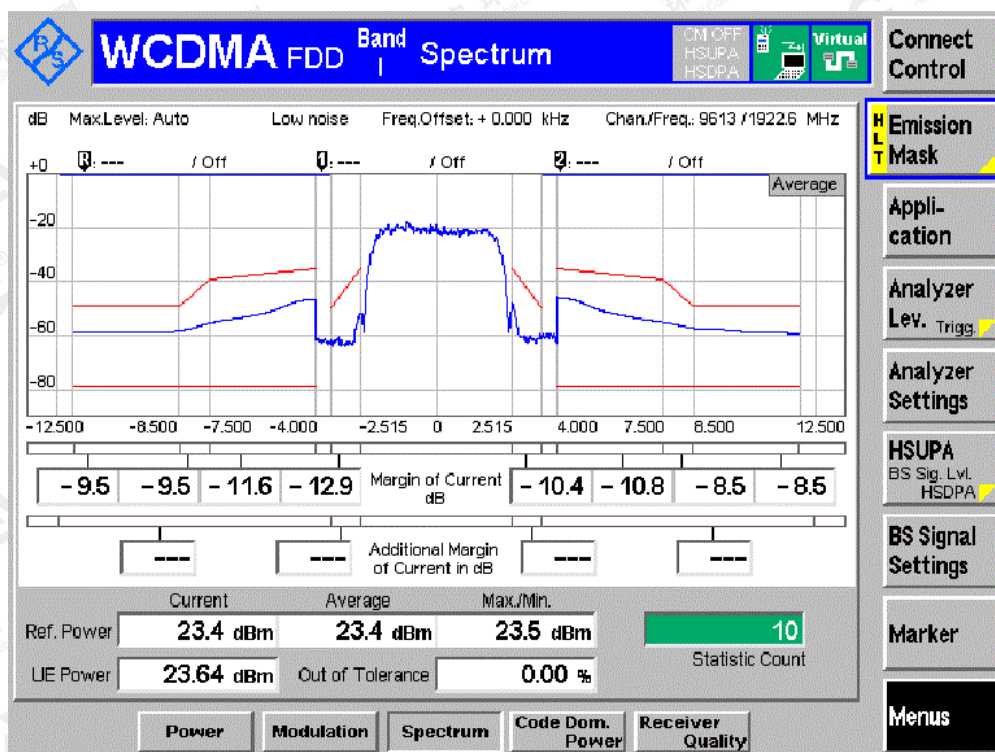 R S
WCDMA FDD Band I Spectrum
CM OFF
HSUPA
HSDPA
Virtual
Connect Control
dB Max.Level: Auto Low noise Freq.Offset: + 0.000 kHz Chan./Freq.: 9613 /1922.6 MHz
HLT
Emission Mask
R: --- / Off 1: --- / Off 2: --- / Off
Average
+0
-20
-40
-60
-80
-12.500 -8.500 -7.500 -4.000 -2.515 0 2.515 4.000 7.500 8.500 12.500
Appli-
cation
Analyzer
Lev. Trigg.
Analyzer
Settings
HSUPA
BS Sig. Lvl.
HSDPA
BS Signal
Settings
Marker
Menus
- 9.5 - 9.5 - 11.6 - 12.9 Margin of Current dB - 10.4 - 10.8 - 8.5 - 8.5
--- --- Additional Margin of Current in dB --- ---
Current Average Max./Min.
Ref. Power 23.4 dBm 23.4 dBm 23.5 dBm 10
Statistic Count
UE Power 23.64 dBm Out of Tolerance 0.00 %
Power Modulation Spectrum Code Dom. Power Receiver Quality